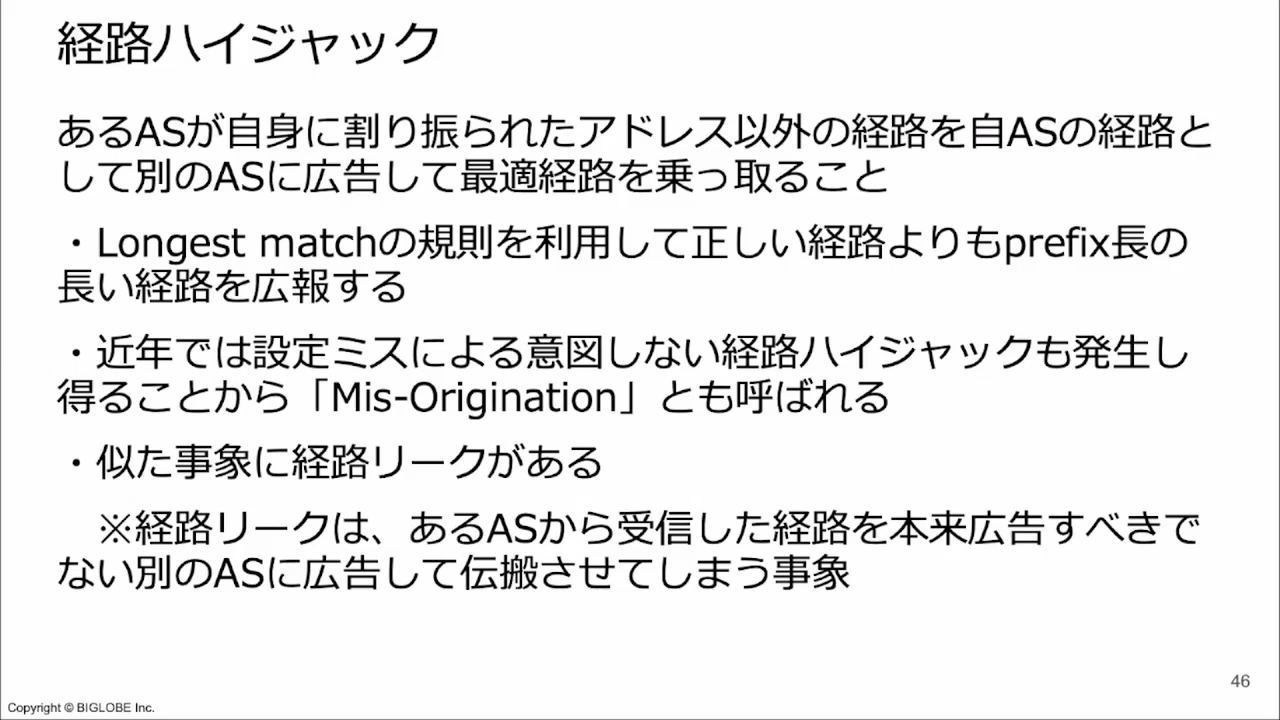 経路ハイジャック
あるASが自身に割り振られたアドレス以外の経路を自ASの経路と
して別のASに広告して最適経路を乗っ取ること
・Longest matchの規則を利用して正しい経路よりもprefix長の
長い経路を広報する
・近年では設定ミスによる意図しない経路ハイジャックも発生し
得ることから「Mis-Origination」とも呼ばれる
・似た事象に経路リークがある
※経路リークは、あるASから受信した経路を本来広告すべきで
ない別のASに広告して伝搬させてしまう事象
46
Copyright © BIGLOBE Inc.